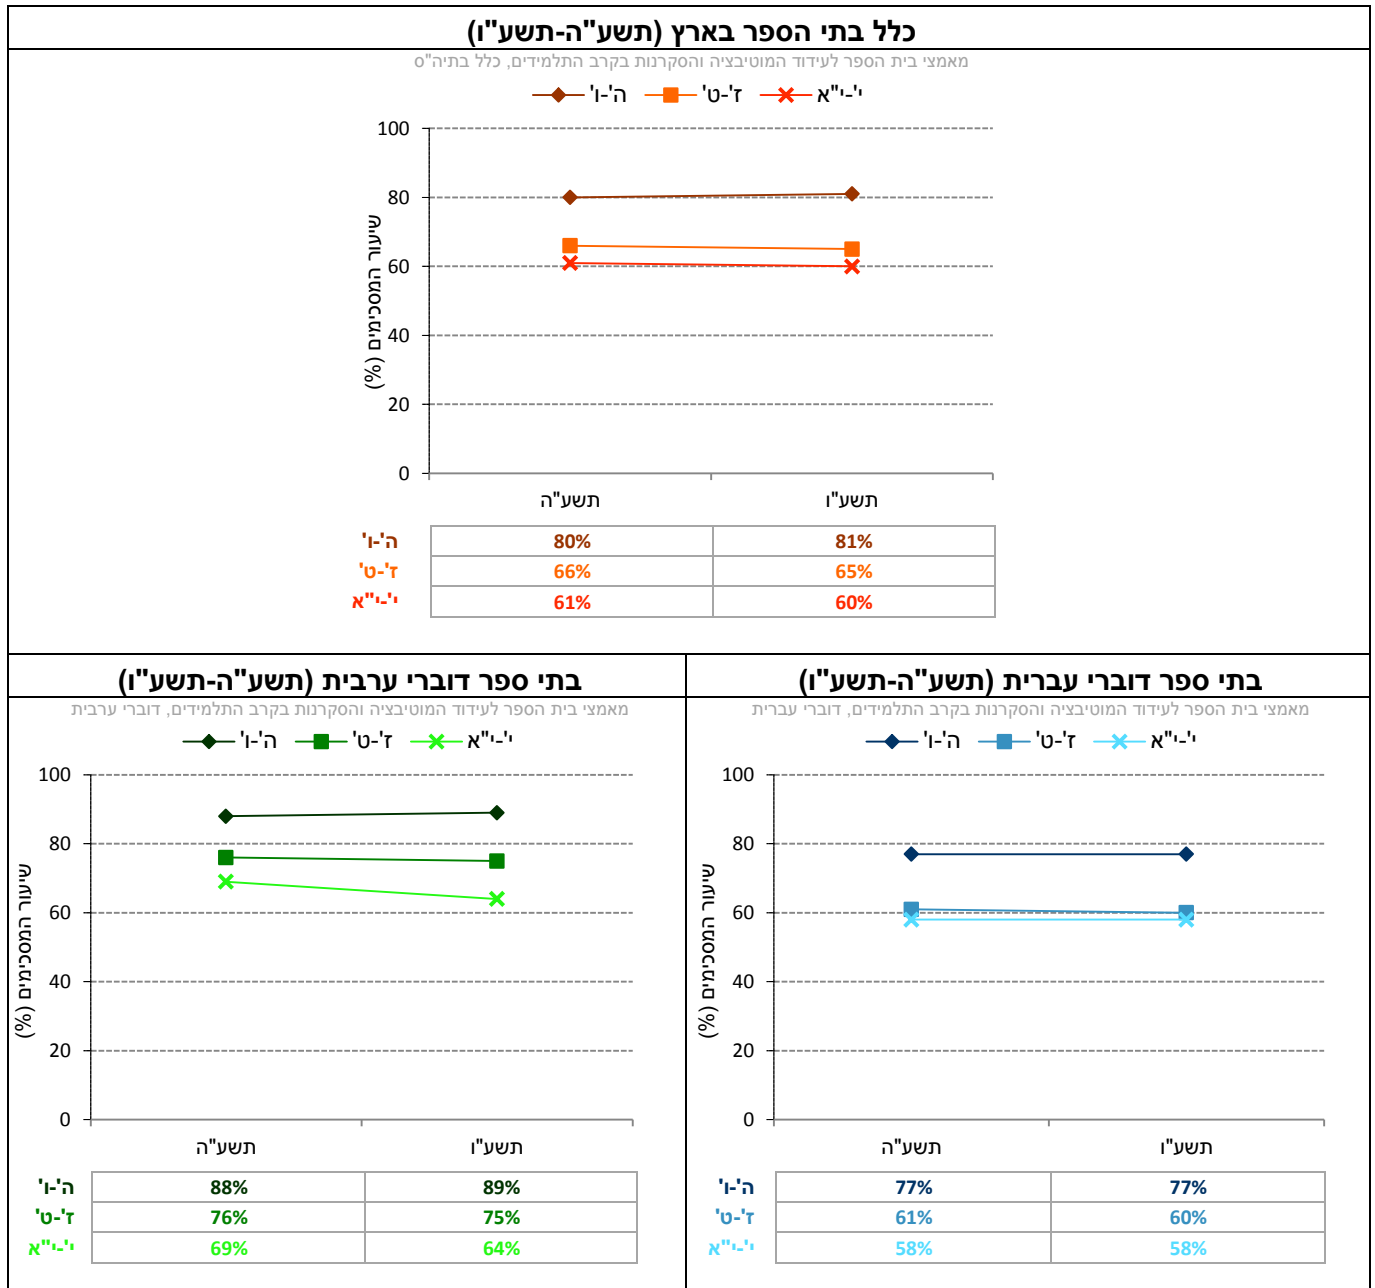 כלל בתי הספר בארץ (תשע"ה-תשע"ו)
מאמצי בית הספר לעידוד המוטיבציה והסקרנות בקרב התלמידים, כלל בתיה"ס
ה'-ו' ז'-ט' י'-י"א
שיעור המסכימים (%)
100
80
60
40
20
0
תשע"ה תשע"ו
ה'-ו' 80% 81%
ז'-ט' 66% 65%
י'-י"א 61% 60%
בתי ספר דוברי עברית (תשע"ה-תשע"ו)
מאמצי בית הספר לעידוד המוטיבציה והסקרנות בקרב התלמידים, דוברי עברית
ה'-ו' ז'-ט' י'-י"א
שיעור המסכימים (%)
100
80
60
40
20
0
תשע"ה תשע"ו
ה'-ו' 77% 77%
ז'-ט' 61% 60%
י'-י"א 58% 58%
בתי ספר דוברי ערבית (תשע"ה-תשע"ו)
מאמצי בית הספר לעידוד המוטיבציה והסקרנות בקרב התלמידים, דוברי ערבית
ה'-ו' ז'-ט' י'-י"א
שיעור המסכימים (%)
100
80
60
40
20
0
תשע"ה תשע"ו
ה'-ו' 88% 89%
ז'-ט' 76% 75%
י'-י"א 69% 64%